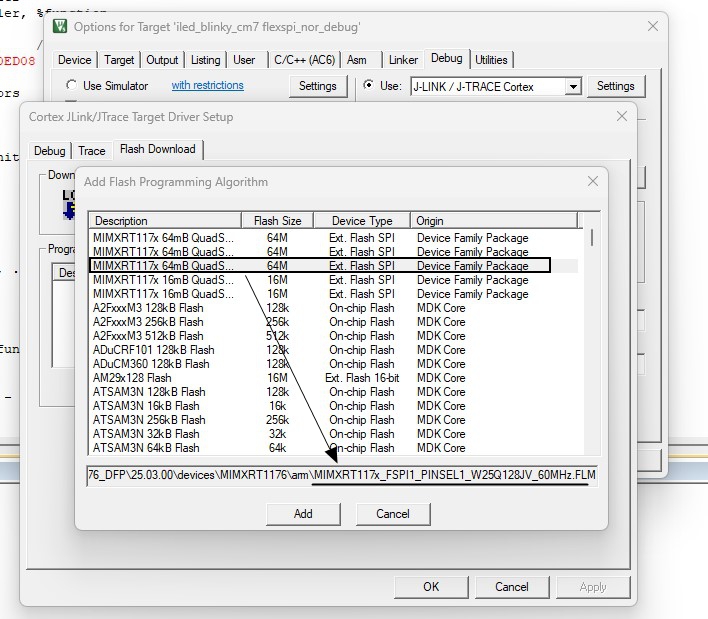 ler, %function
Options for Target 'iled_blinky_cm7 flexspi_nor_debug'
DED08
Device Target Output Listing User C/C++ (AC6) Asm Linker Debug Utilities
Use Simulator with restrictions Settings Use: J-LINK / J-TRACE Cortex Settings
ors
Cortex JLink/JTrace Target Driver Setup
nit
Debug Trace Flash Download
Down
Add Flash Programming Algorithm
Description Flash Size Device Type Origin
MIMXRT117x 64mB QuadS... 64M Ext. Flash SPI Device Family Package
MIMXRT117x 64mB QuadS... 64M Ext. Flash SPI Device Family Package
MIMXRT117x 64mB QuadS... 64M Ext. Flash SPI Device Family Package
MIMXRT117x 16mB QuadS... 16M Ext. Flash SPI Device Family Package
MIMXRT117x 16mB QuadS... 16M Ext. Flash SPI Device Family Package
A2FxxxM3 128kB Flash 128k On-chip Flash MDK Core
A2FxxxM3 256kB Flash 256k On-chip Flash MDK Core
A2FxxxM3 512kB Flash 512k On-chip Flash MDK Core
ADuCRF101 128kB Flash 128k On-chip Flash MDK Core
ADuCM360 128kB Flash 128k On-chip Flash MDK Core
AM29x128 Flash 16M Ext. Flash 16-bit MDK Core
ATSAM3N 128kB Flash 128k On-chip Flash MDK Core
ATSAM3N 16kB Flash 16k On-chip Flash MDK Core
ATSAM3N 256kB Flash 256k On-chip Flash MDK Core
ATSAM3N 32kB Flash 32k On-chip Flash MDK Core
ATSAM3N 64kB Flash 64k On-chip Flash MDK Core
Progra
Des
fun
76_DFP\25.03.00\devices\MIMXRT1176\arm\MIMXRT117x_FSPI1_PINSEL1_W25Q128JV_60MHz.FLM
Add Cancel
OK Cancel Apply